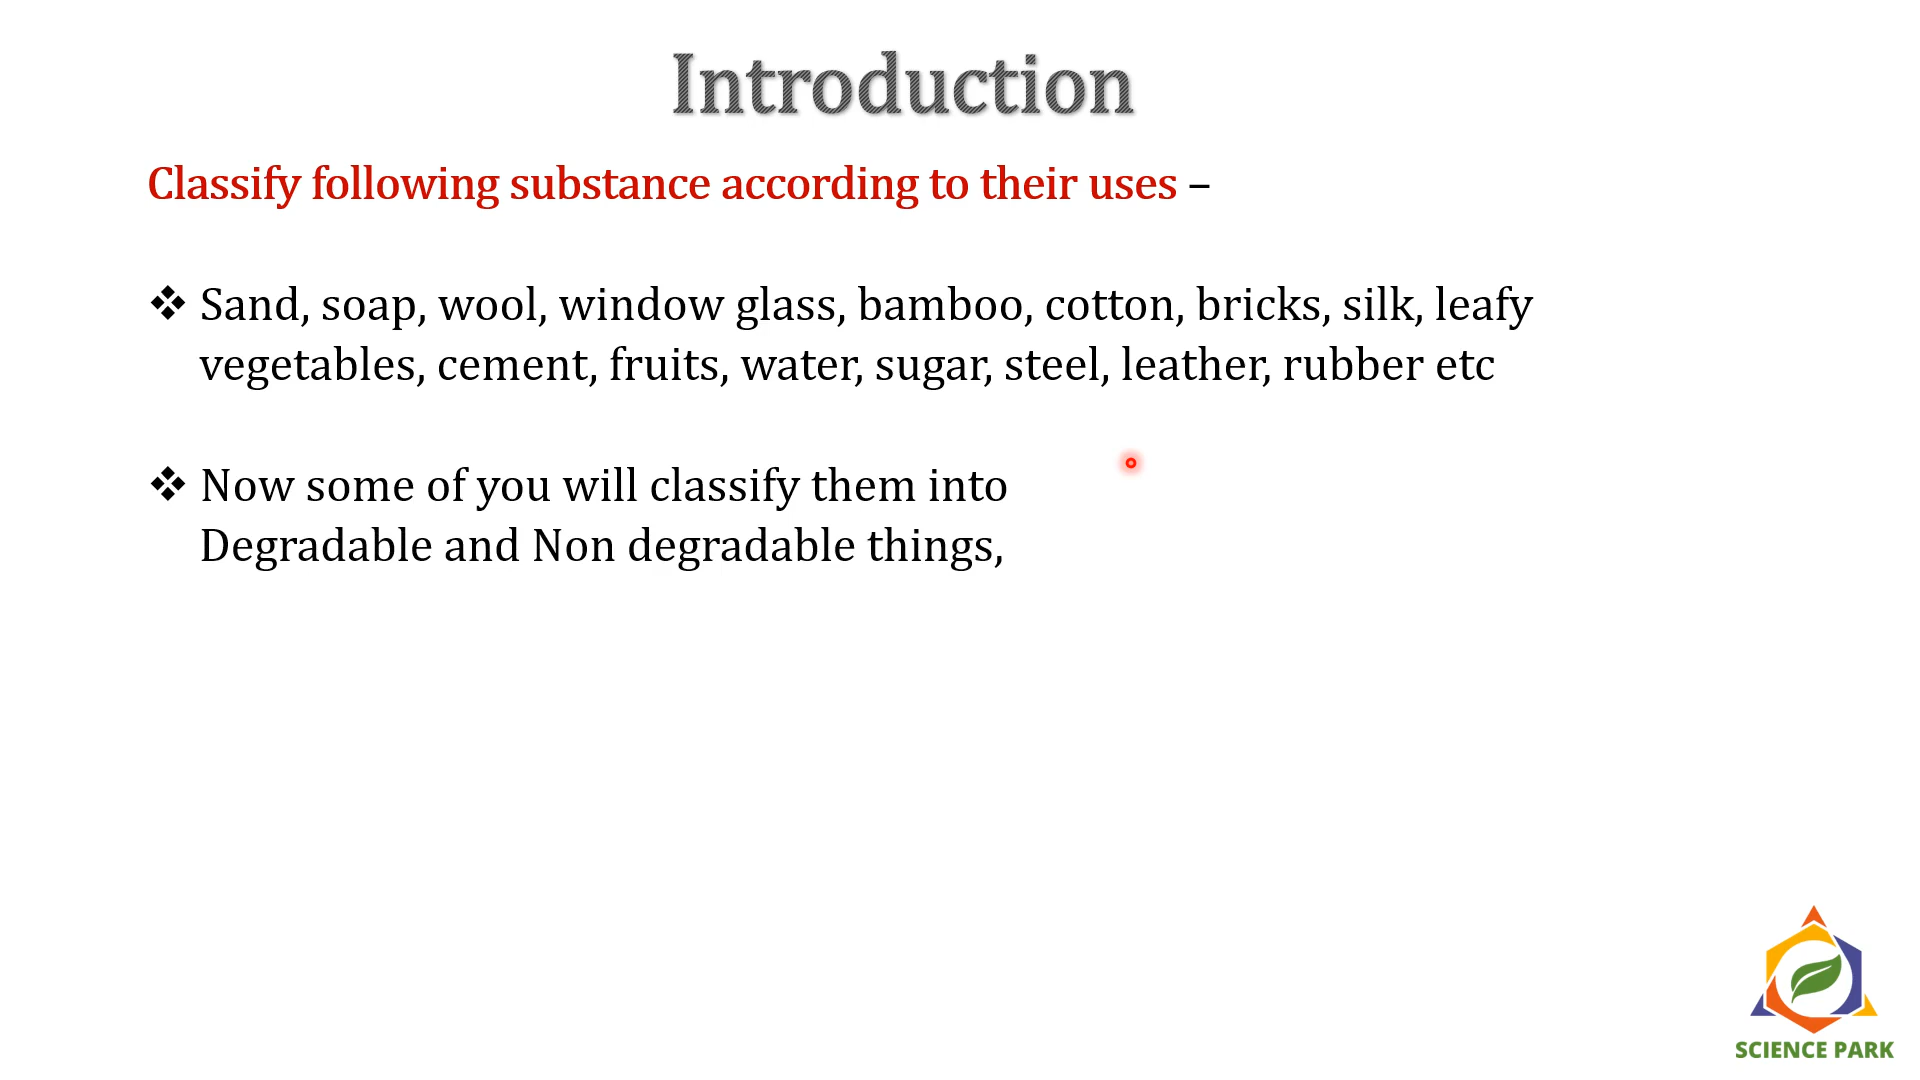 Introduction
Classify following substance according to their uses –
❖ Sand, soap, wool, window glass, bamboo, cotton, bricks, silk, leafy
vegetables, cement, fruits, water, sugar, steel, leather, rubber etc
❖ Now some of you will classify them into
Degradable and Non degradable things,
SCIENCE PARK